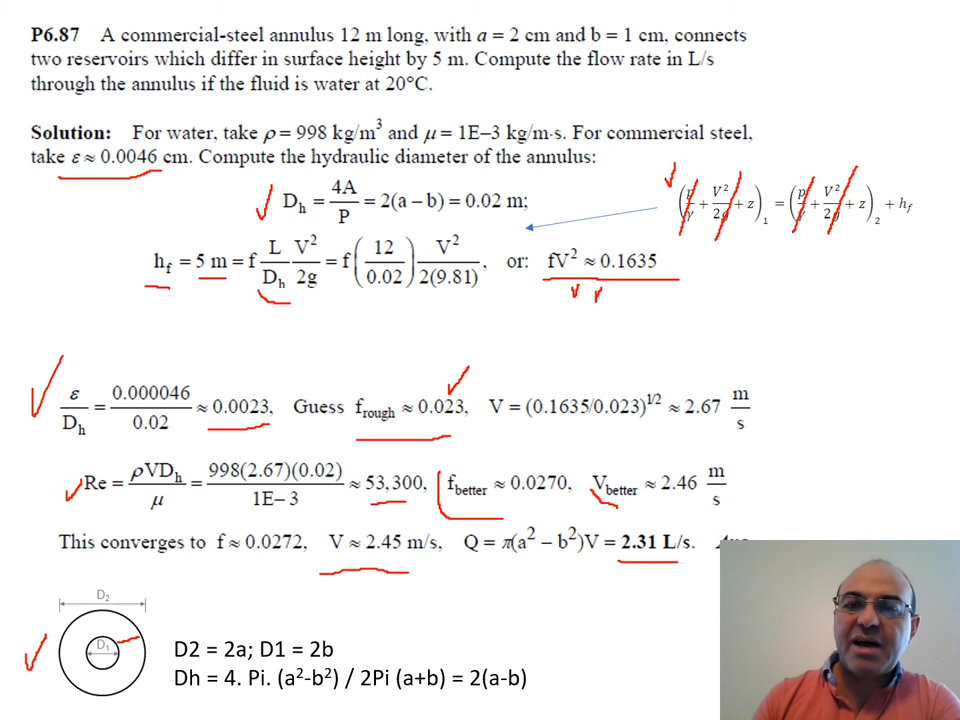 P6.87 A commercial-steel annulus 12 m long, with a = 2 cm and b = 1 cm, connects
two reservoirs which differ in surface height by 5 m. Compute the flow rate in L/s
through the annulus if the fluid is water at 20°C.
Solution: For water, take ρ = 998 kg/m³ and μ = 1E−3 kg/m·s. For commercial steel,
take ε ≈ 0.0046 cm. Compute the hydraulic diameter of the annulus:
D_h = 4A/P = 2(a − b) = 0.02 m;
(p/γ + V²/2g + z)₁ = (p/γ + V²/2g + z)₂ + h_f
h_f = 5 m = f L/D_h V²/2g = f(12/0.02) V²/2(9.81), or: fV² ≈ 0.1635
ε/D_h = 0.000046/0.02 ≈ 0.0023, Guess f_rough ≈ 0.023, V = (0.1635/0.023)^1/2 ≈ 2.67 m/s
Re = ρVD_h/μ = 998(2.67)(0.02)/1E−3 ≈ 53,300, f_better ≈ 0.0270, V_better ≈ 2.46 m/s
This converges to f ≈ 0.0272, V ≈ 2.45 m/s, Q = π(a² − b²)V = 2.31 L/s.
D₂
D₁
D2 = 2a; D1 = 2b
Dh = 4. Pi. (a²-b²) / 2Pi (a+b) = 2(a-b)